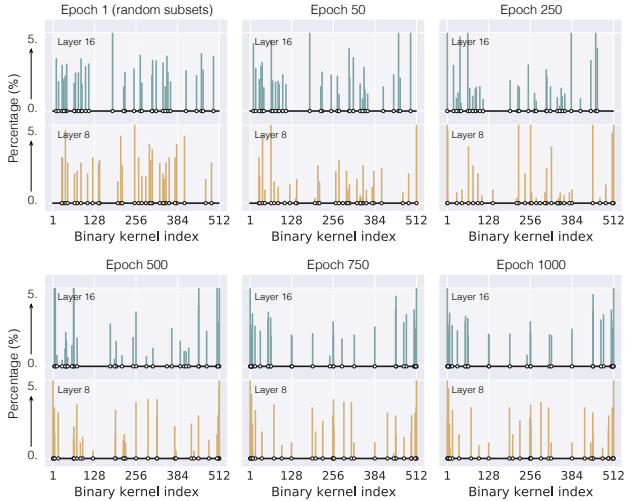 Epoch 1 (random subsets)
Epoch 50
Epoch 250
5.
Layer 16
Layer 16
Layer 16
Percentage (%)
0.
5.
Layer 8
Layer 8
Layer 8
0.
1 128 256 384 512
1 128 256 384 512
1 128 256 384 512
Binary kernel index
Binary kernel index
Binary kernel index
Epoch 500
Epoch 750
Epoch 1000
5.
Layer 16
Layer 16
Layer 16
Percentage (%)
0.
5.
Layer 8
Layer 8
Layer 8
0.
1 128 256 384 512
1 128 256 384 512
1 128 256 384 512
Binary kernel index
Binary kernel index
Binary kernel index